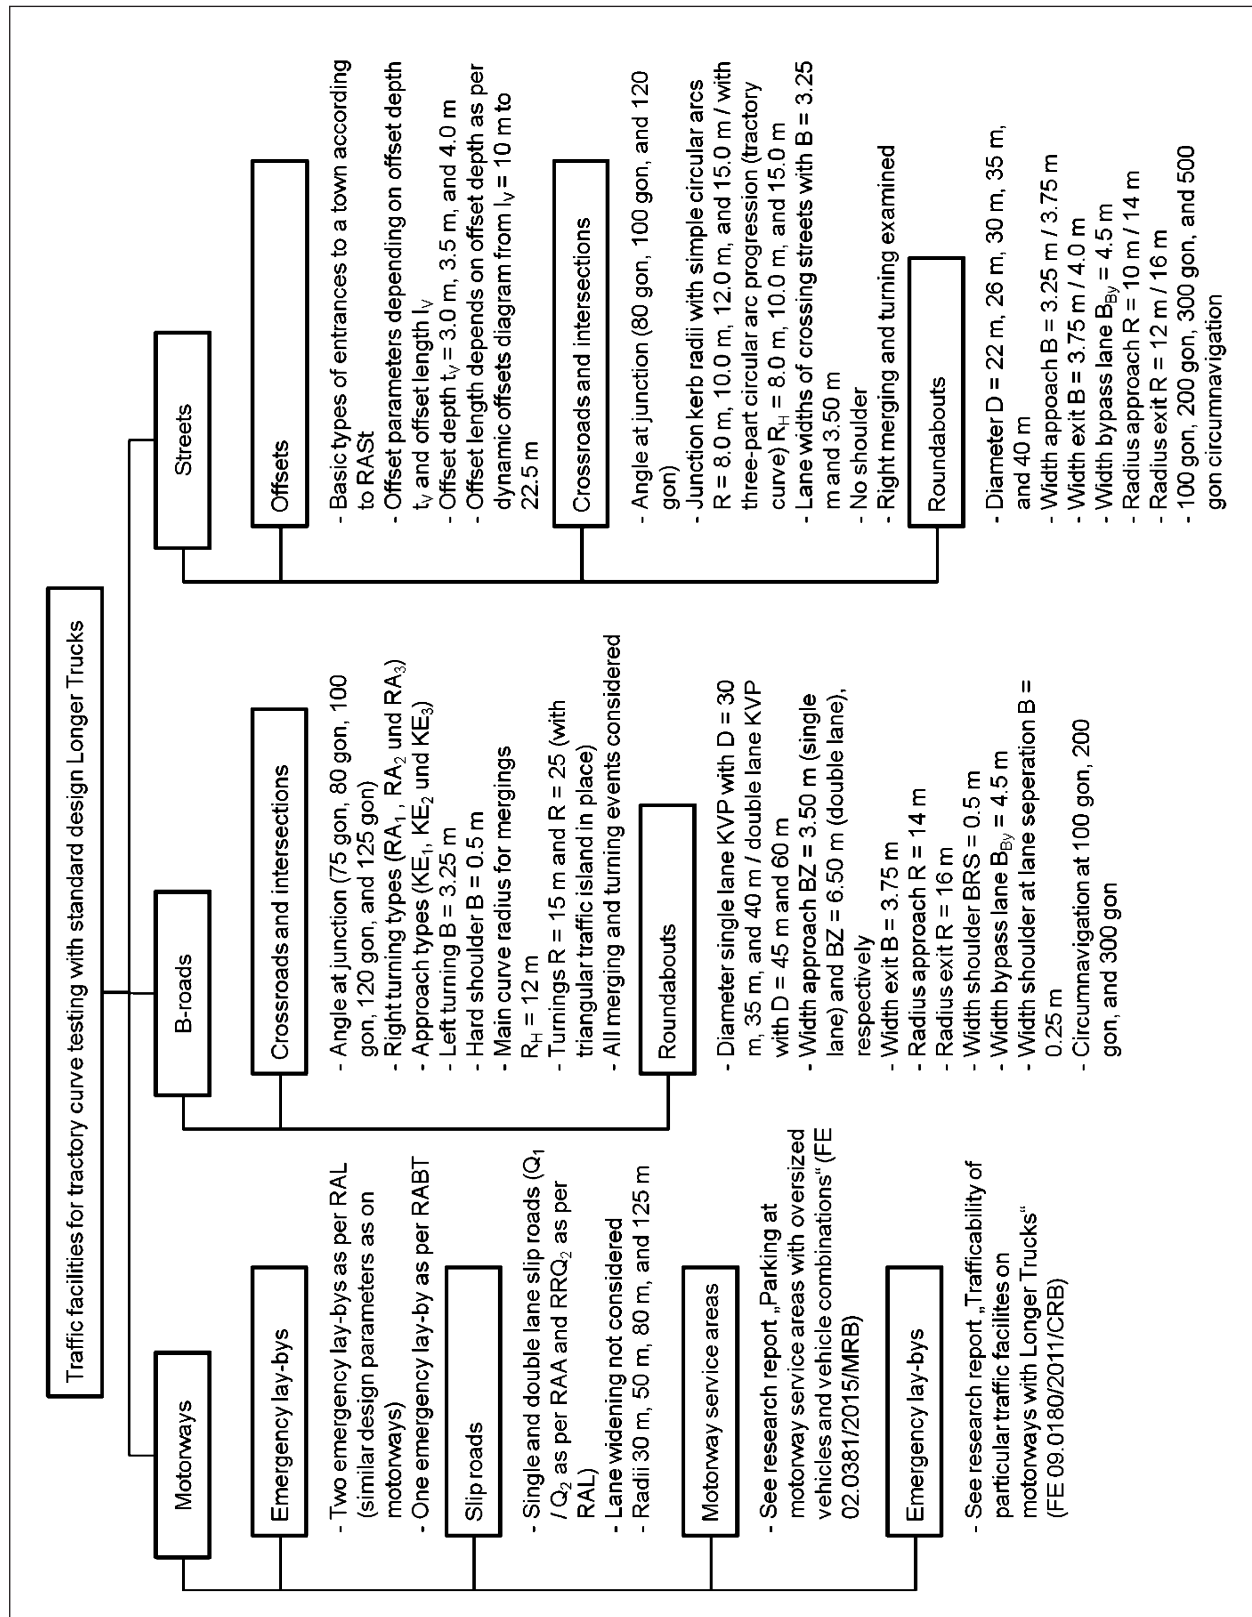 Traffic facilities for tractory curve testing with standard design Longer Trucks
Motorways
Emergency lay-bys
- Two emergency lay-bys as per RAL
(similar design parameters as on
motorways)
- One emergency lay-by as per RABT
Slip roads
- Single and double lane slip roads (Q₁
/ Q₂ as per RAA and RRQ₂ as per
RAL)
- Lane widening not considered
- Radii 30 m, 50 m, 80 m, and 125 m
Motorway service areas
- See research report „Parking at
motorway service areas with oversized
vehicles and vehicle combinations“ (FE
02.0381/2015/MRB)
Emergency lay-bys
- See research report „Trafficability of
particular traffic facilites on
motorways with Longer Trucks“
(FE 09.0180/2011/CRB)
B-roads
Crossroads and intersections
- Angle at junction (75 gon, 80 gon, 100
gon, 120 gon, and 125 gon)
- Right turning types (RA₁, RA₂ und RA₃)
- Approach types (KE₁, KE₂ und KE₃)
- Left turning B = 3.25 m
- Hard shoulder B = 0.5 m
- Main curve radius for mergings
R_H = 12 m
- Turnings R = 15 m and R = 25 (with
triangular traffic island in place)
- All merging and turning events considered
Roundabouts
- Diameter single lane KVP with D = 30
m, 35 m, and 40 m / double lane KVP
with D = 45 m and 60 m
- Width approach BZ = 3.50 m (single
lane) and BZ = 6.50 m (double lane),
respectively
- Width exit B = 3.75 m
- Radius approach R = 14 m
- Radius exit R = 16 m
- Width shoulder BRS = 0.5 m
- Width bypass lane B_By = 4.5 m
- Width shoulder at lane seperation B =
0.25 m
- Circumnavigation at 100 gon, 200
gon, and 300 gon
Streets
Offsets
- Basic types of entrances to a town according
to RASt
- Offset parameters depending on offset depth
t_V and offset length l_V
- Offset depth t_V = 3.0 m, 3.5 m, and 4.0 m
- Offset length depends on offset depth as per
dynamic offsets diagram from l_V = 10 m to
22.5 m
Crossroads and intersections
- Angle at junction (80 gon, 100 gon, and 120
gon)
- Junction kerb radii with simple circular arcs
R = 8.0 m, 10.0 m, 12.0 m, and 15.0 m / with
three-part circular arc progression (tractory
curve) R_H = 8.0 m, 10.0 m, and 15.0 m
- Lane widths of crossing streets with B = 3.25
m and 3.50 m
- No shoulder
- Right merging and turning examined
Roundabouts
- Diameter D = 22 m, 26 m, 30 m, 35 m,
and 40 m
- Width appoach B = 3.25 m / 3.75 m
- Width exit B = 3.75 m / 4.0 m
- Width bypass lane B_By = 4.5 m
- Radius approach R = 10 m / 14 m
- Radius exit R = 12 m / 16 m
- 100 gon, 200 gon, 300 gon, and 500
gon circumnavigation